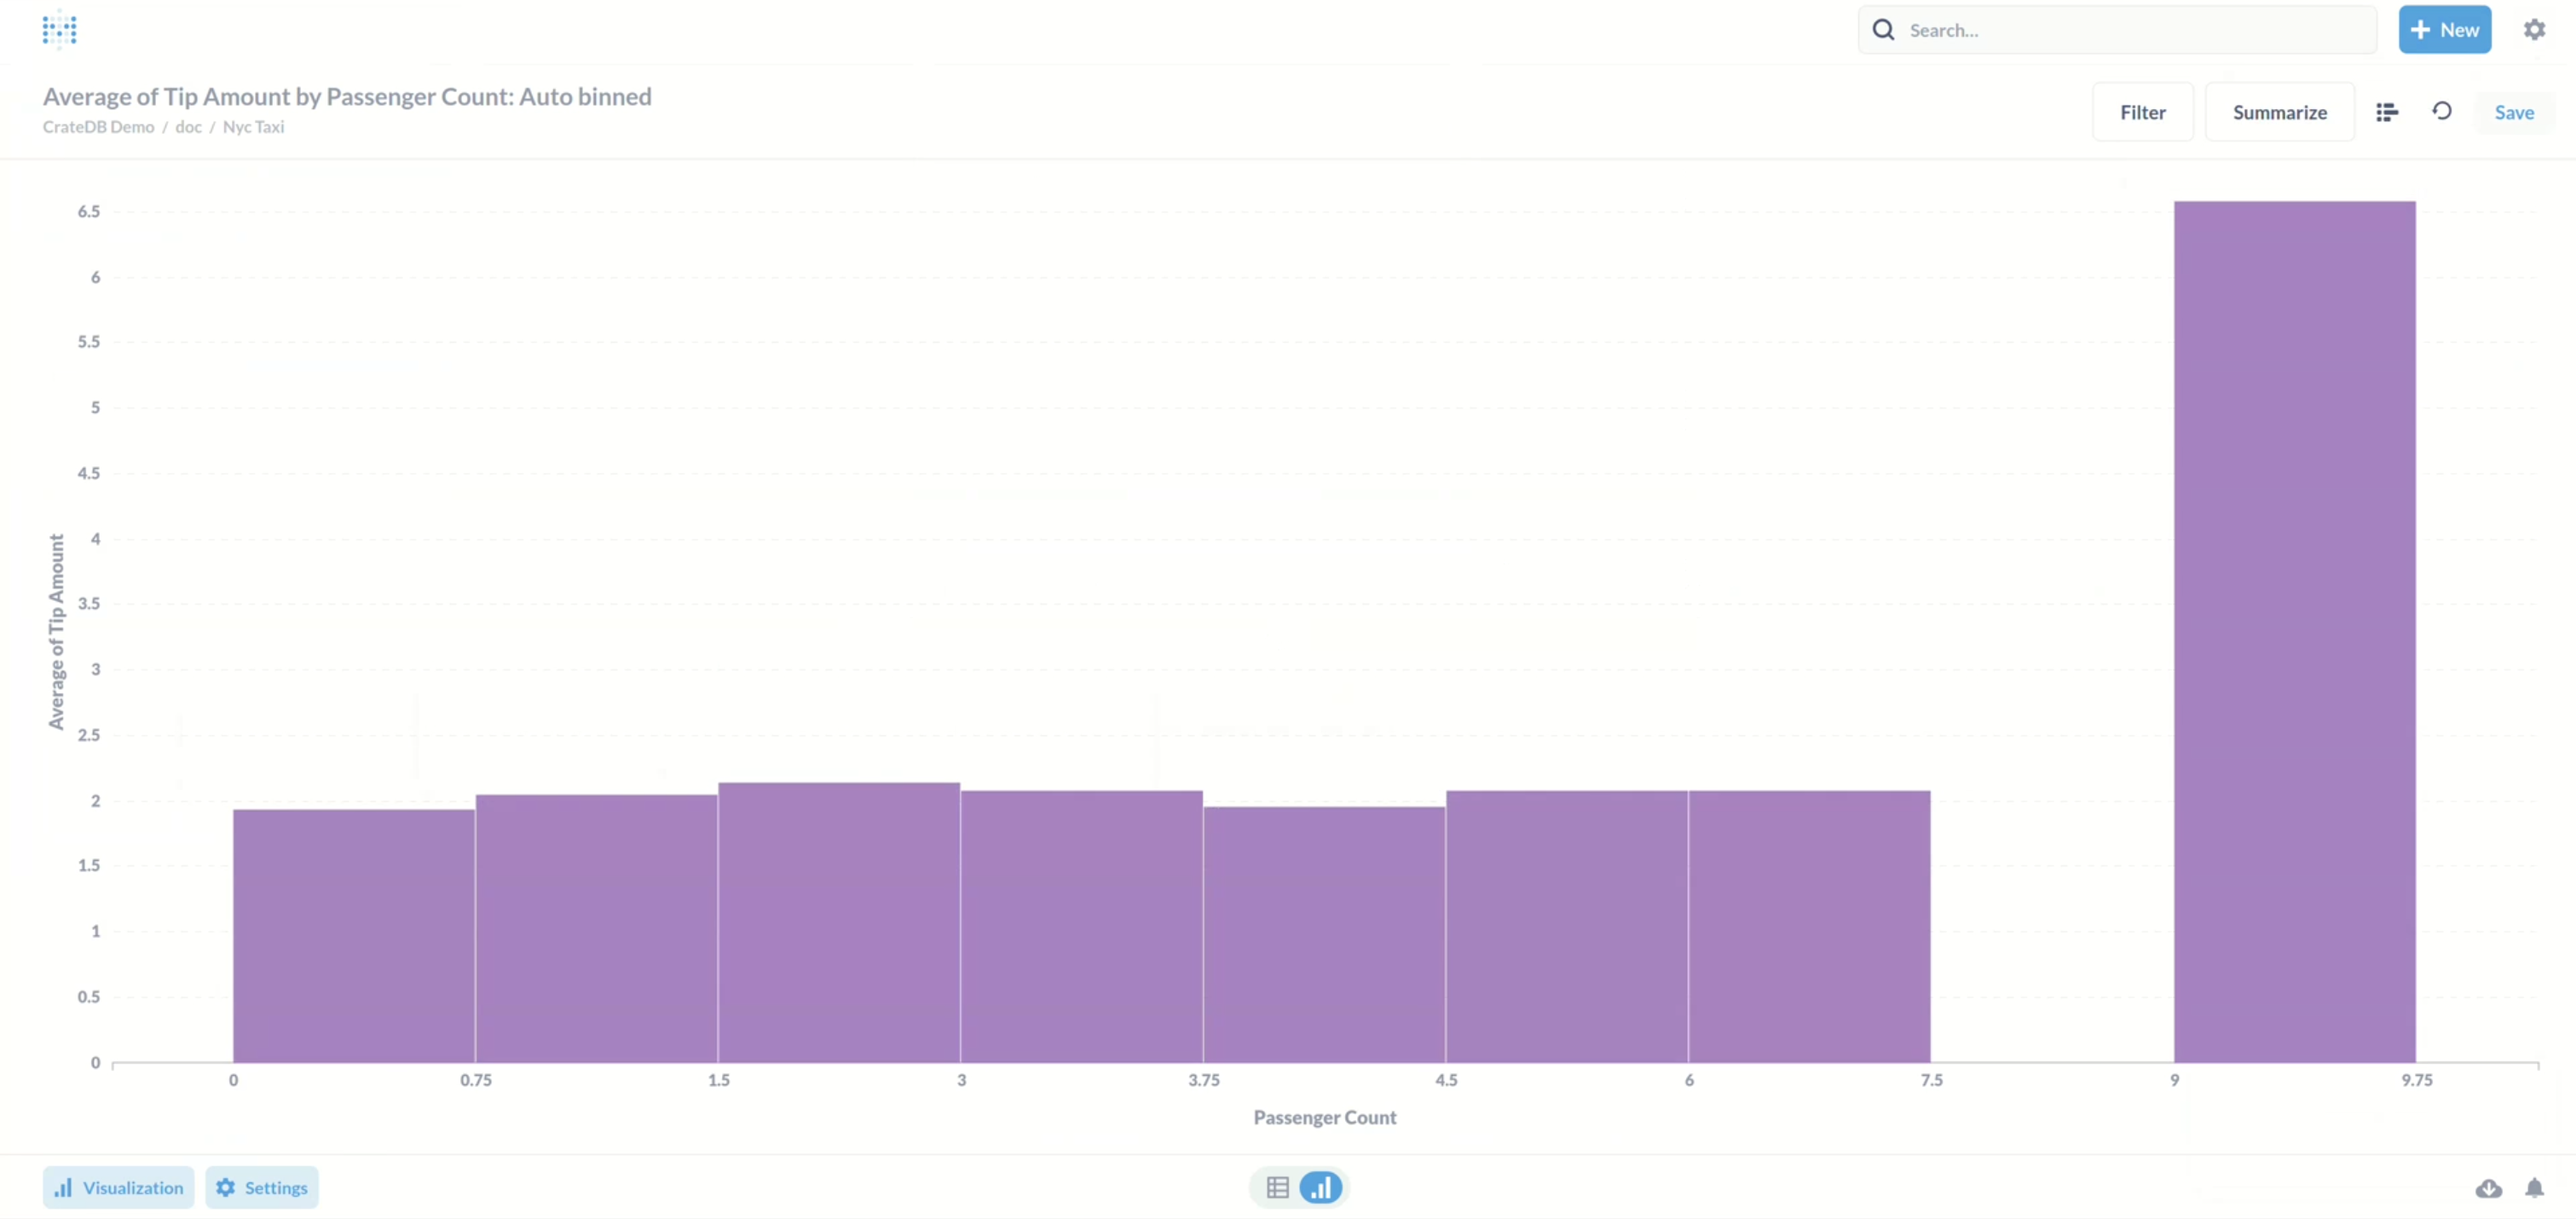 Search...
New
Average of Tip Amount by Passenger Count: Auto binned
CrateDB Demo / doc / Nyc Taxi
Filter
Summarize
Save
6.5
6
5.5
5
4.5
4
3.5
3
2.5
2
1.5
1
0.5
0
Average of Tip Amount
0 0.75 1.5 3 3.75 4.5 6 7.5 9 9.75
Passenger Count
Visualization
Settings